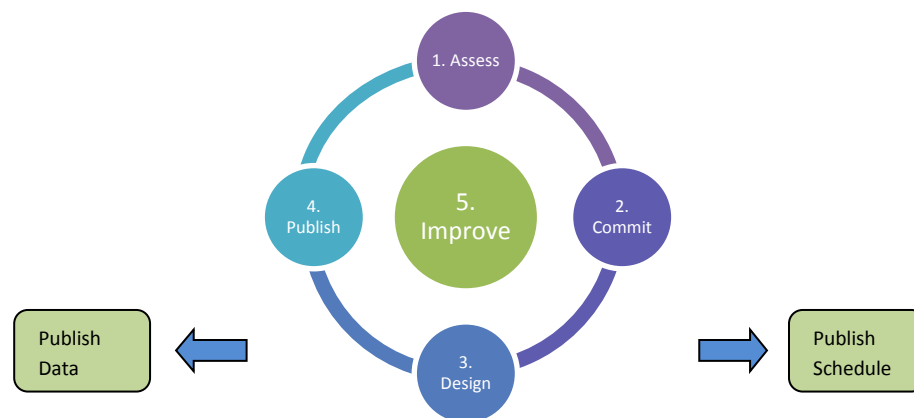 1. Assess
2.
Commit
3.
Design
4.
Publish
5.
Improve
Publish
Data
Publish
Schedule